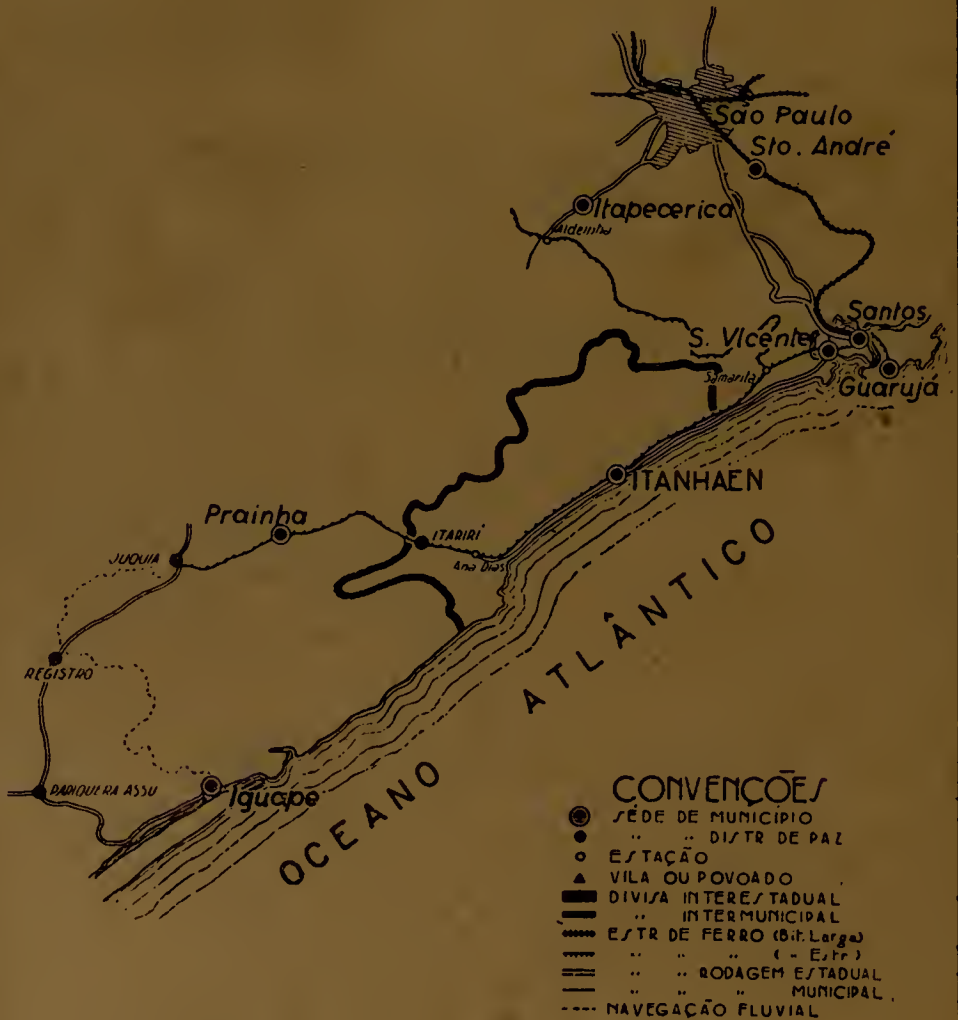 São Paulo
Sto. André
Itapecerica
Aldeinha
Santos
S. Vicente
Samarita
Guarujá
ITANHAEN
Prainha
ITARIRÍ
Ana Dias
JUQUIA
REGISTRO
PARIQUERA ASSU
Iguape
OCEANO ATLÂNTICO
CONVENÇÕES
SÉDE DE MUNICÍPIO
" " DISTR DE PAZ
ESTAÇÃO
VILA OU POVOADO
DIVISA INTERESTADUAL
" INTERMUNICIPAL
ESTR DE FERRO (Bit. Larga)
" " " ( - Estr )
" " RODAGEM ESTADUAL
" " " MUNICIPAL
NAVEGAÇÃO FLUVIAL